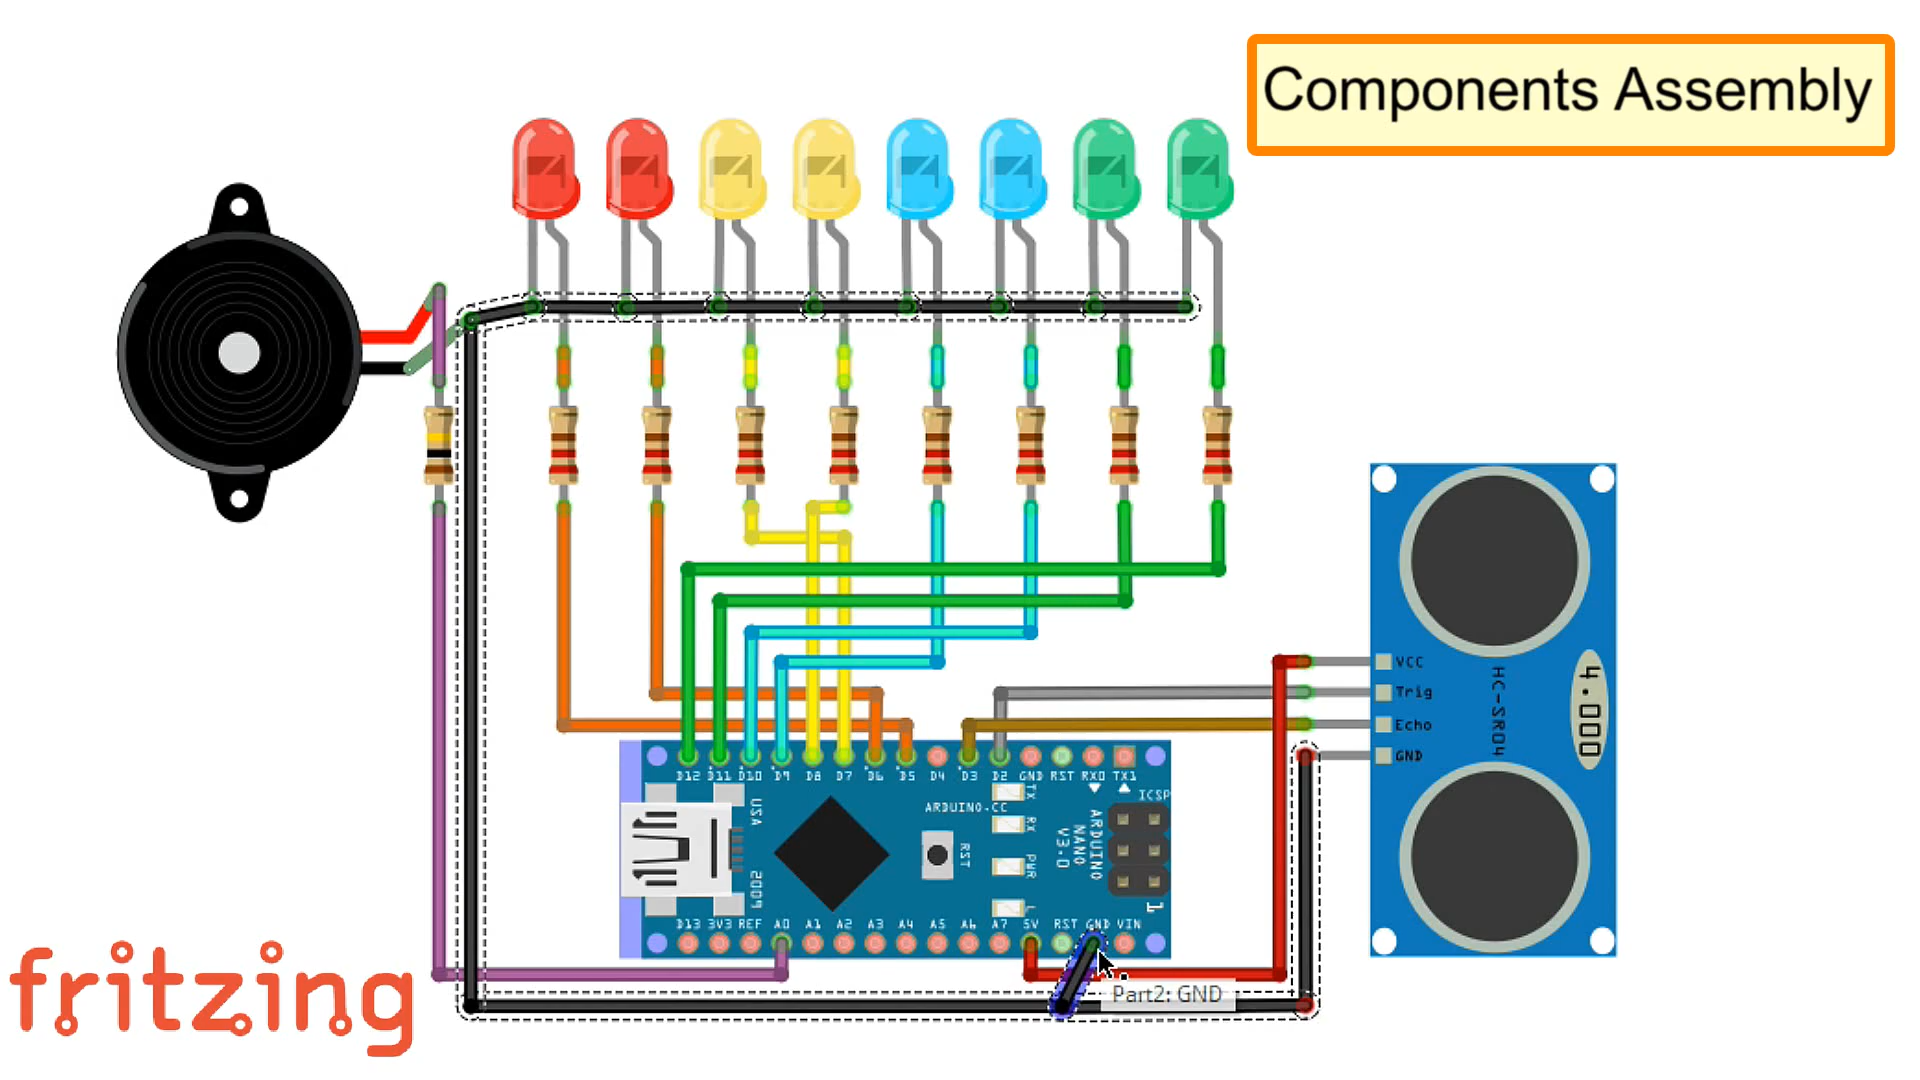 Components Assembly
VCC
Trig
Echo
GND
HC-SR04
4.000
D12 D11 D10 D9 D8 D7 D6 D5 D4 D3 D2 GND RST RX0 TX1
ICSP
USA
ARDUINO.CC
TX
RX
PWR
L
RST
ARDUINO
NANO
V3.0
2009
1
D13 3V3 REF A0 A1 A2 A3 A4 A5 A6 A7 5V RST GND VIN
Part2: GND
fritzing